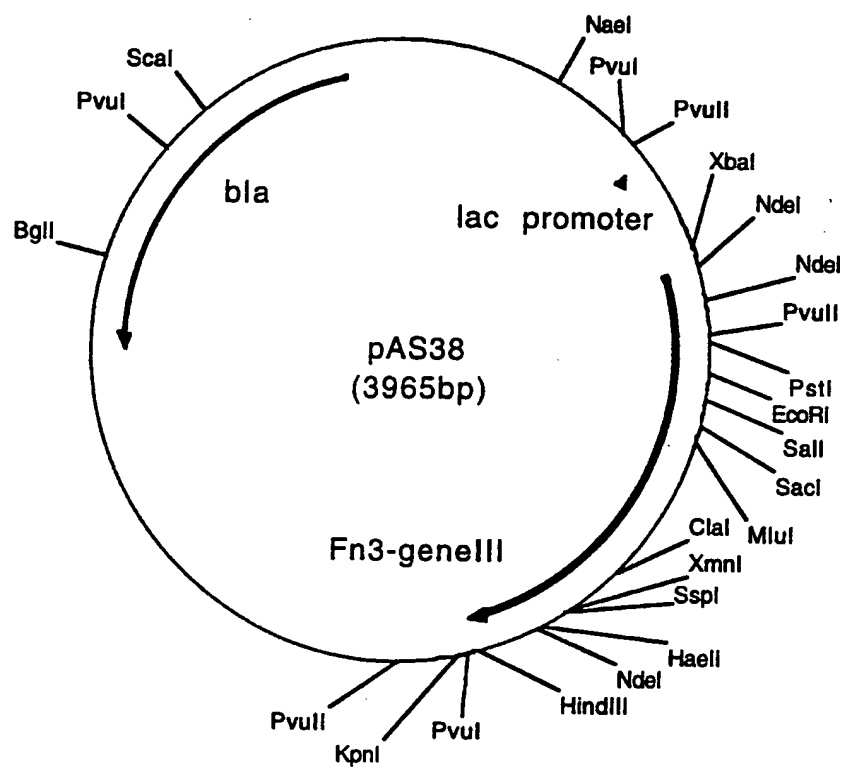 NaeI
ScaI
PvuI
PvuI
PvuII
XbaI
bla
NdeI
lac promoter
BglI
NdeI
PvuII
pAS38
(3965bp)
PstI
EcoRI
SalI
SacI
MluI
ClaI
Fn3-geneIII
XmnI
SspI
HaeII
NdeI
HindIII
PvuII
PvuI
KpnI